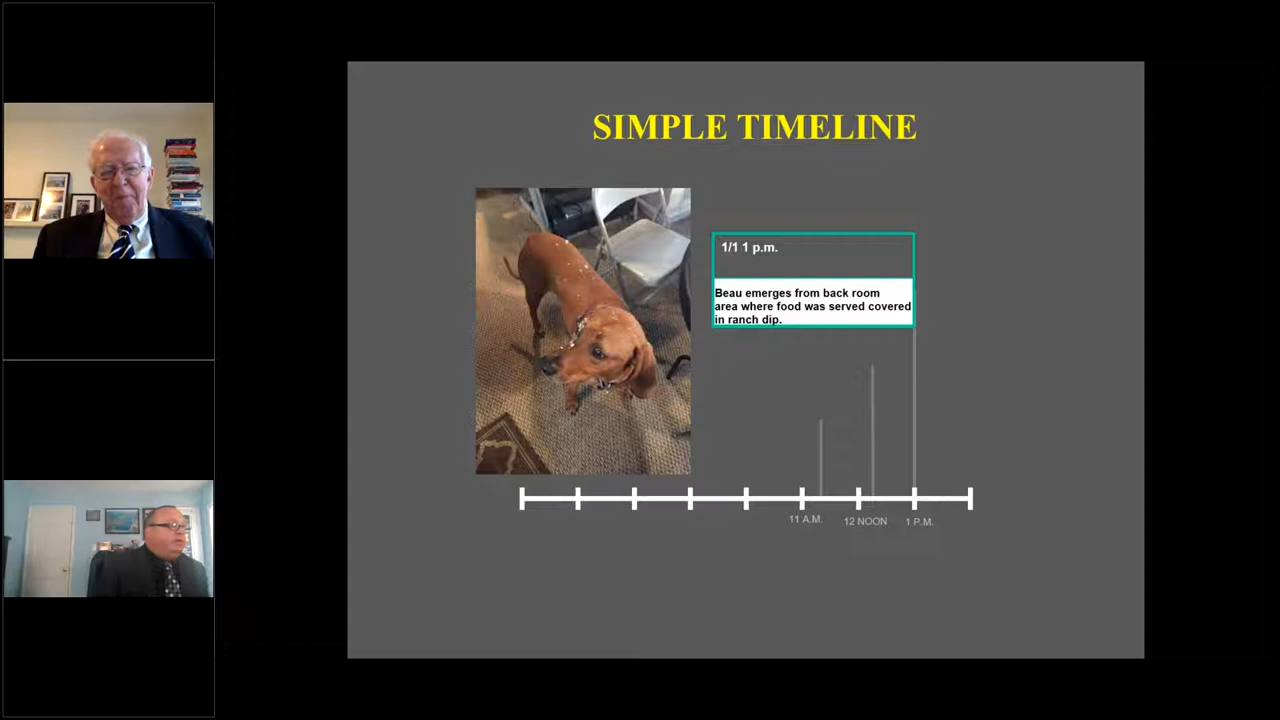 SIMPLE TIMELINE
1/1 1 p.m.
Beau emerges from back room
area where food was served covered
in ranch dip.
11 A.M.
12 NOON
1 P.M.